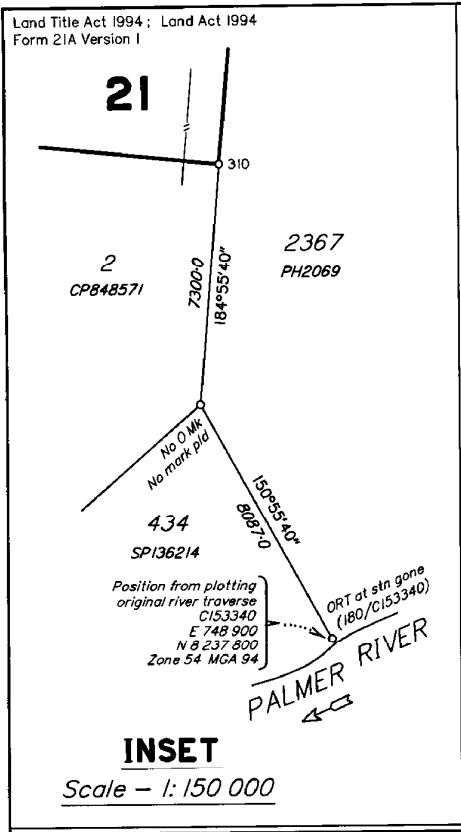 Land Title Act 1994 ; Land Act 1994
Form 21A Version 1
21
310
2
CP848571
2367
PH2069
7300·0
184°55'40"
No O Mk
No mark pld
150°55'40"
8087·0
434
SP136214
Position from plotting
original river traverse
C153340
E 748 900
N 8 237 800
Zone 54 MGA 94
ORT at stn gone
(180/C153340)
PALMER RIVER
INSET
Scale – 1: 150 000